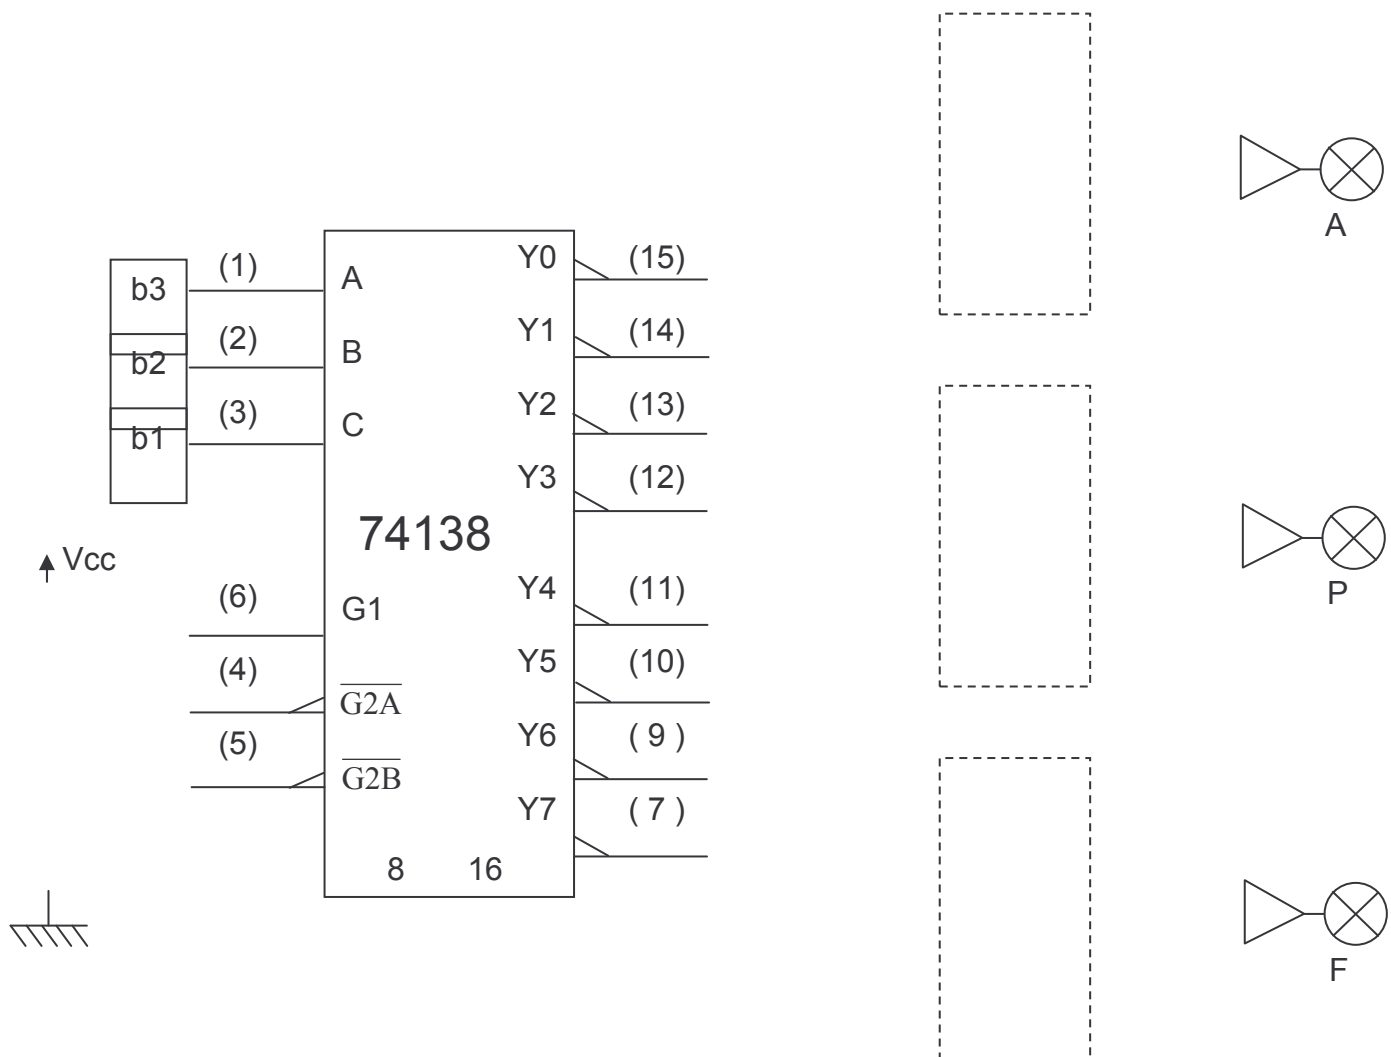 A
(1)
b3
A
Y0
(15)
(2)
b2
B
Y1
(14)
(3)
b1
C
Y2
(13)
Y3
(12)
74138
Vcc
(6)
G1
Y4
(11)
P
(4)
G2A
Y5
(10)
(5)
G2B
Y6
( 9 )
Y7
( 7 )
8 16
F